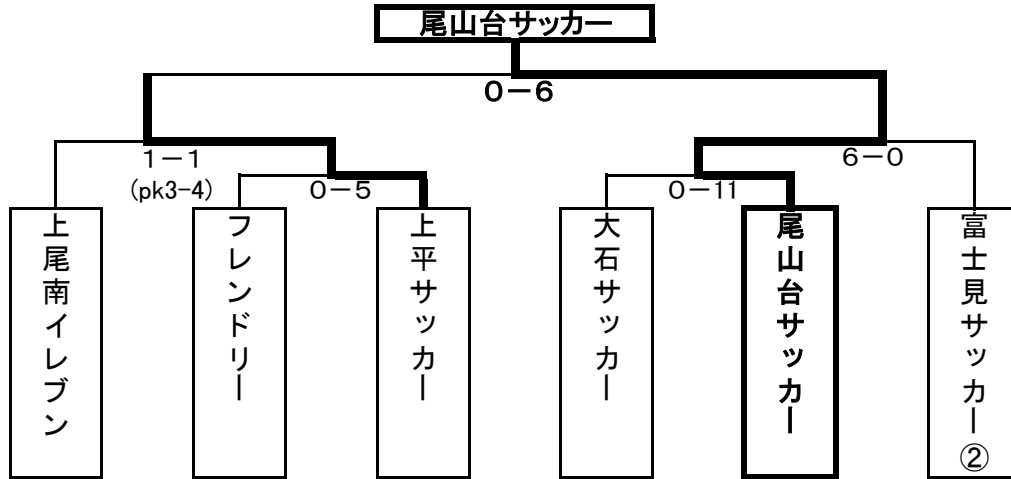 尾山台サッカー
0－6
1－1
(pk3-4)
0－5
0－11
6－0
上尾南イレブン
フレンドリー
上平サッカー
大石サッカー
尾山台サッカー
富士見サッカー②